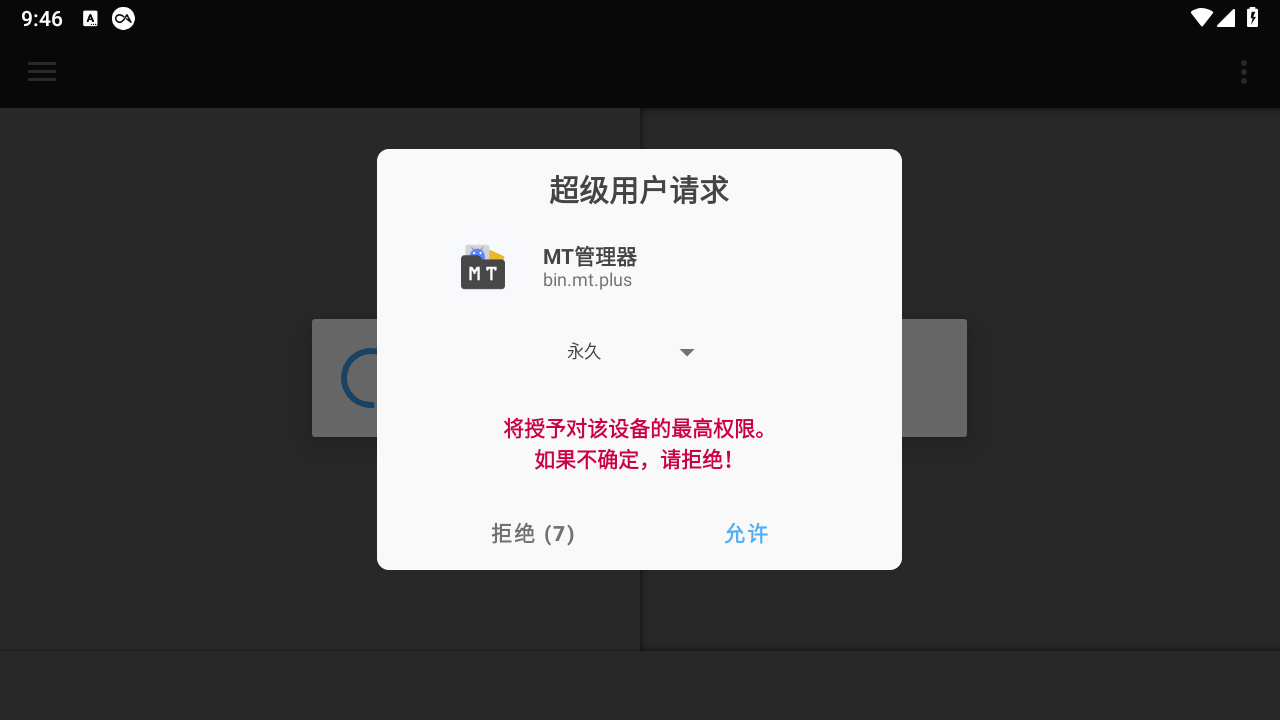 9:46
超级用户请求
MT
MT管理器
bin.mt.plus
永久
将授予对该设备的最高权限。
如果不确定，请拒绝！
拒绝 (7)
允许